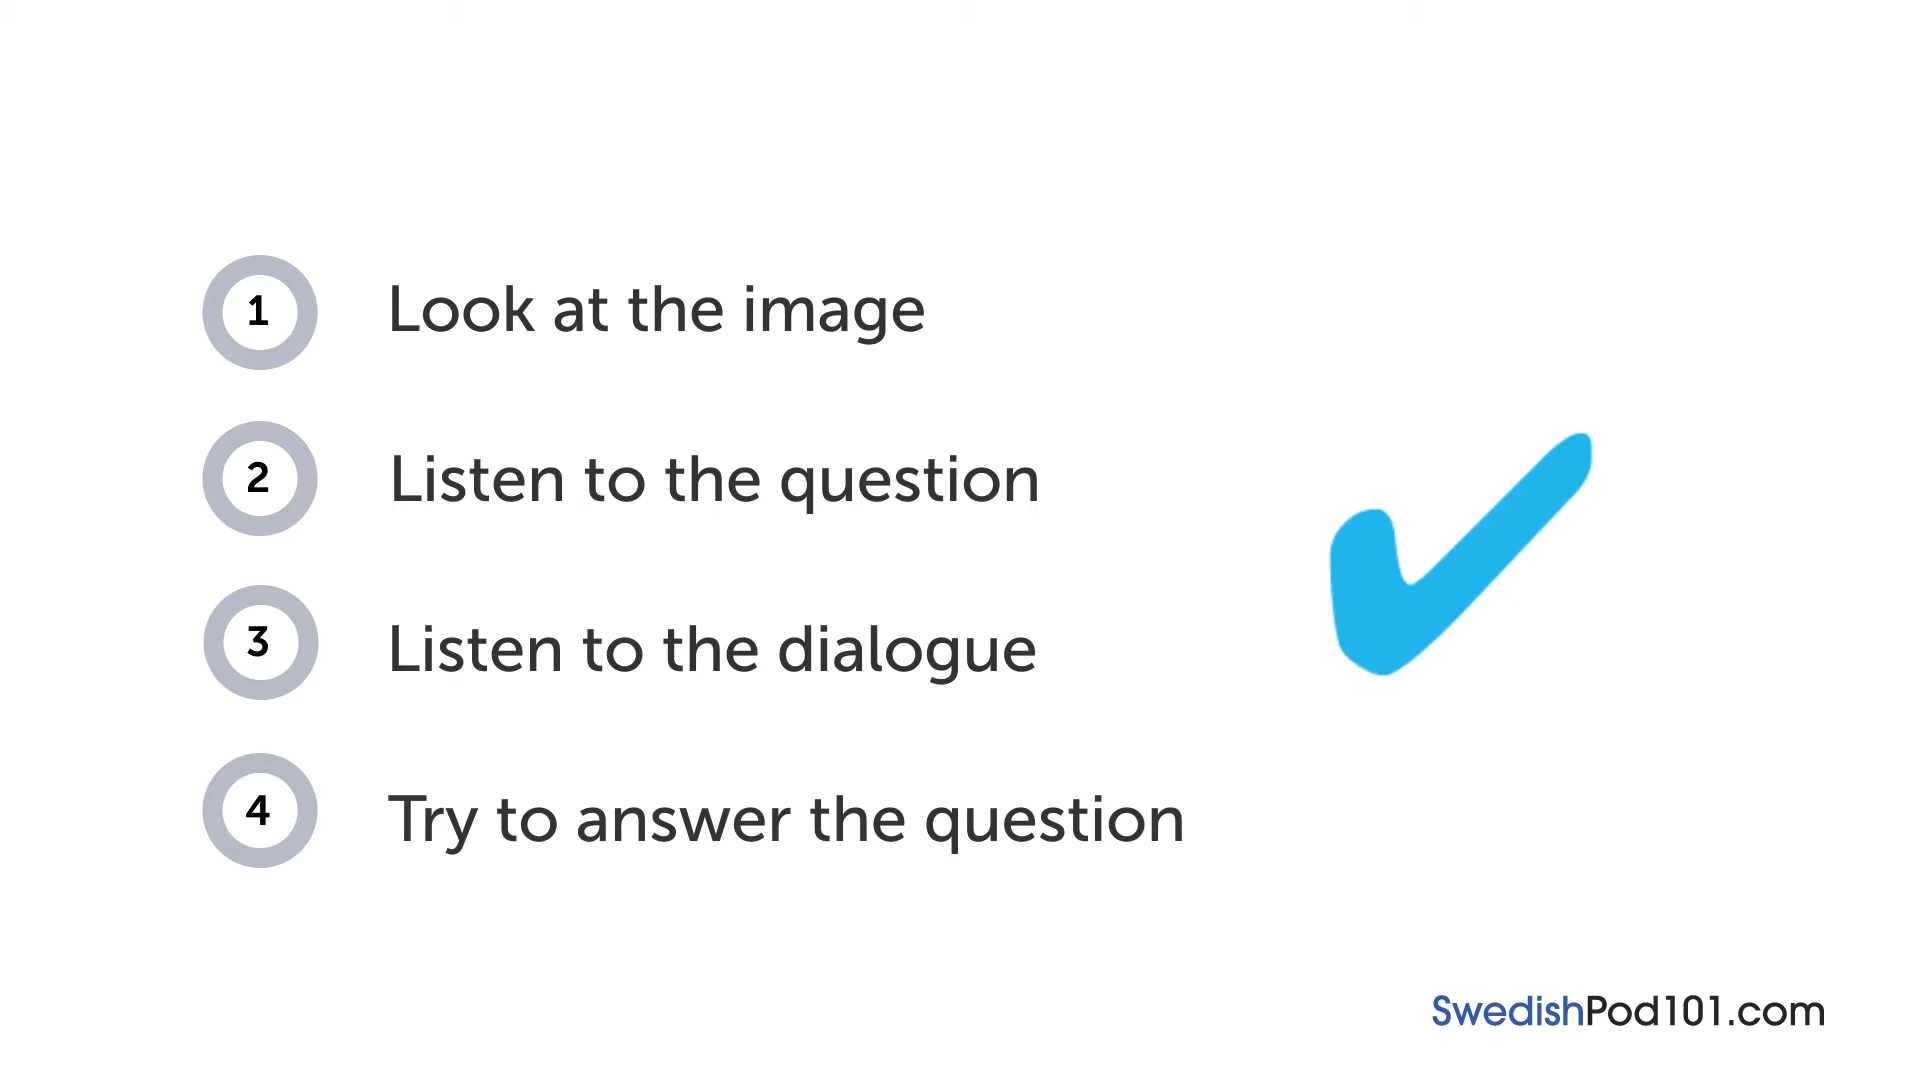 1 Look at the image
2 Listen to the question
3 Listen to the dialogue
4 Try to answer the question
SwedishPod101.com